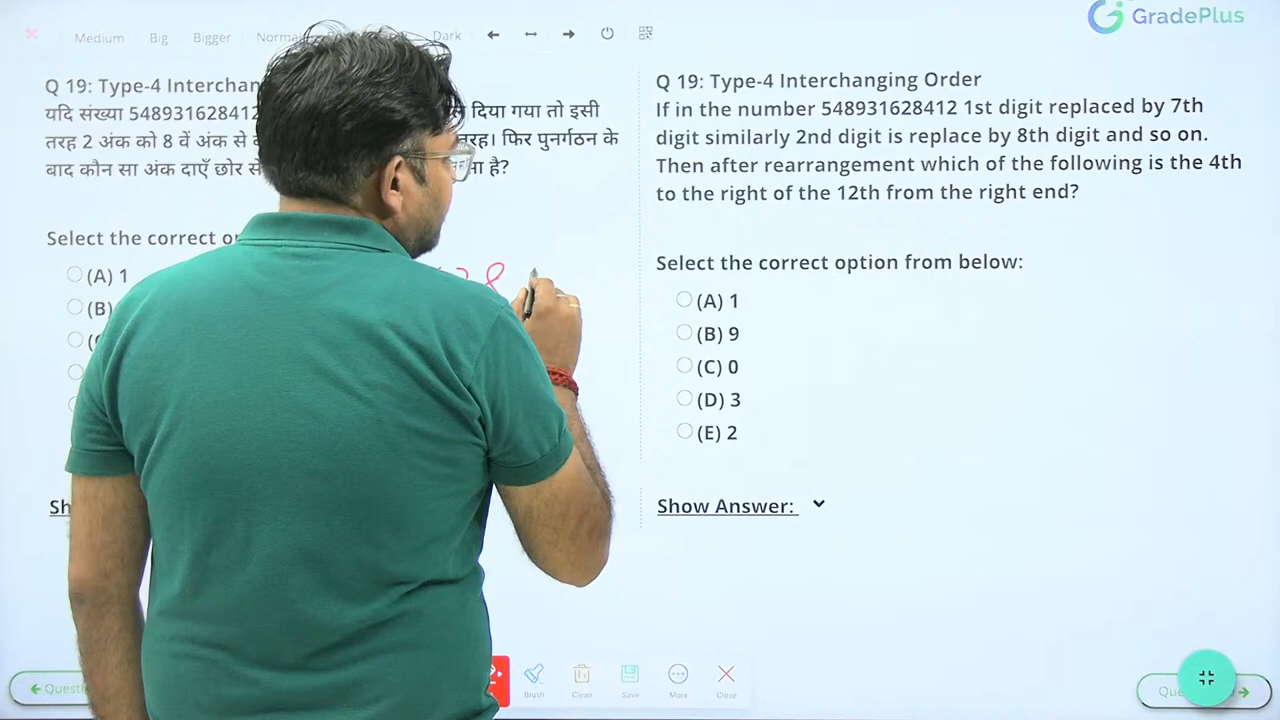 Medium Big Bigger Dark
GradePlus
Q 19: Type-4
यदि संख्या 548931628412 दिया गया तो इसी
तरह 2 अंक को 8 वें अंक से तरह। फिर पुनर्गठन के
बाद कौन सा अंक दाएँ छोर से है?
Select the correct
(A) 1
(B)
28
Q 19: Type-4 Interchanging Order
If in the number 548931628412 1st digit replaced by 7th
digit similarly 2nd digit is replace by 8th digit and so on.
Then after rearrangement which of the following is the 4th
to the right of the 12th from the right end?
Select the correct option from below:
(A) 1
(B) 9
(C) 0
(D) 3
(E) 2
Show Answer:
Brush Clean Save More Close